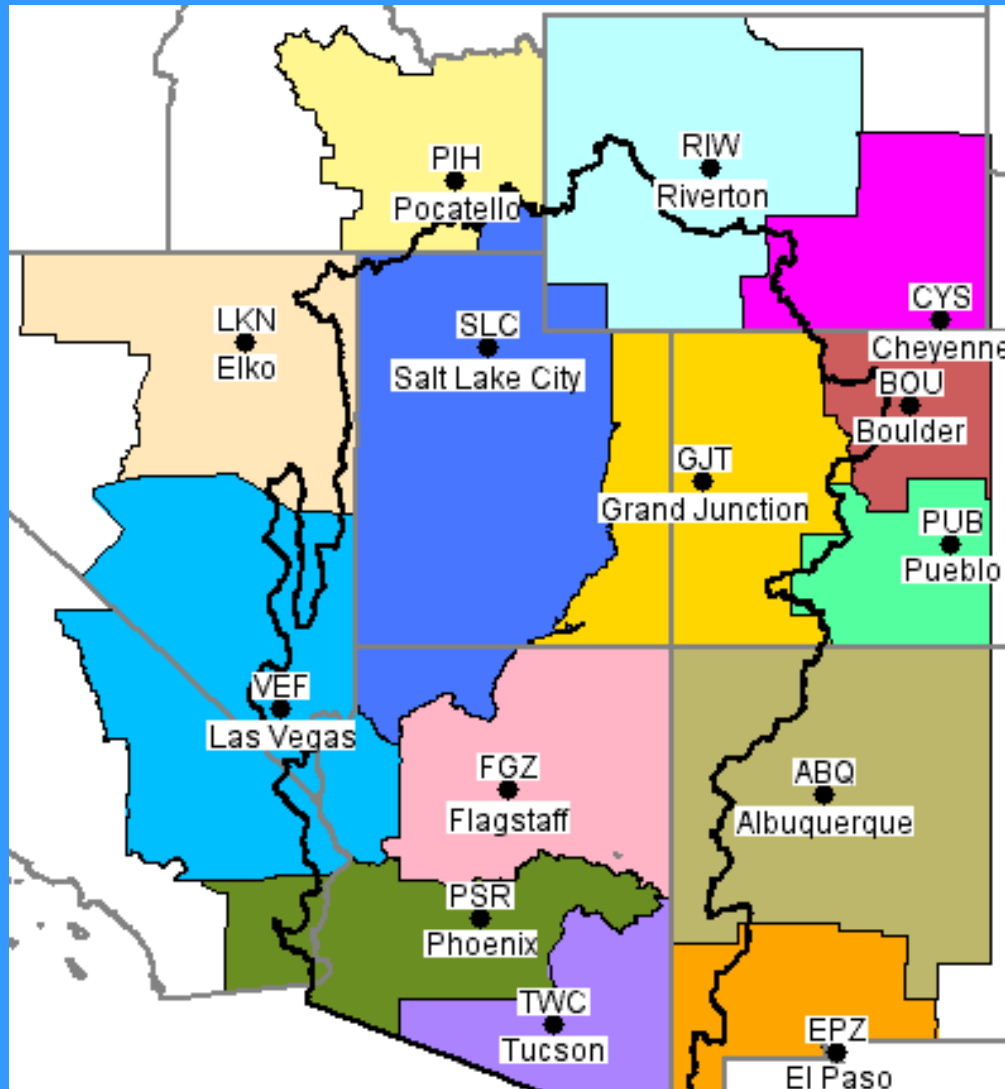 PIH
Pocatello
RIW
Riverton
LKN
Elko
SLC
Salt Lake City
CYS
Cheyenne
BOU
Boulder
GJT
Grand Junction
PUB
Pueblo
VEF
Las Vegas
FGZ
Flagstaff
ABQ
Albuquerque
PSR
Phoenix
TWC
Tucson
EPZ
El Paso